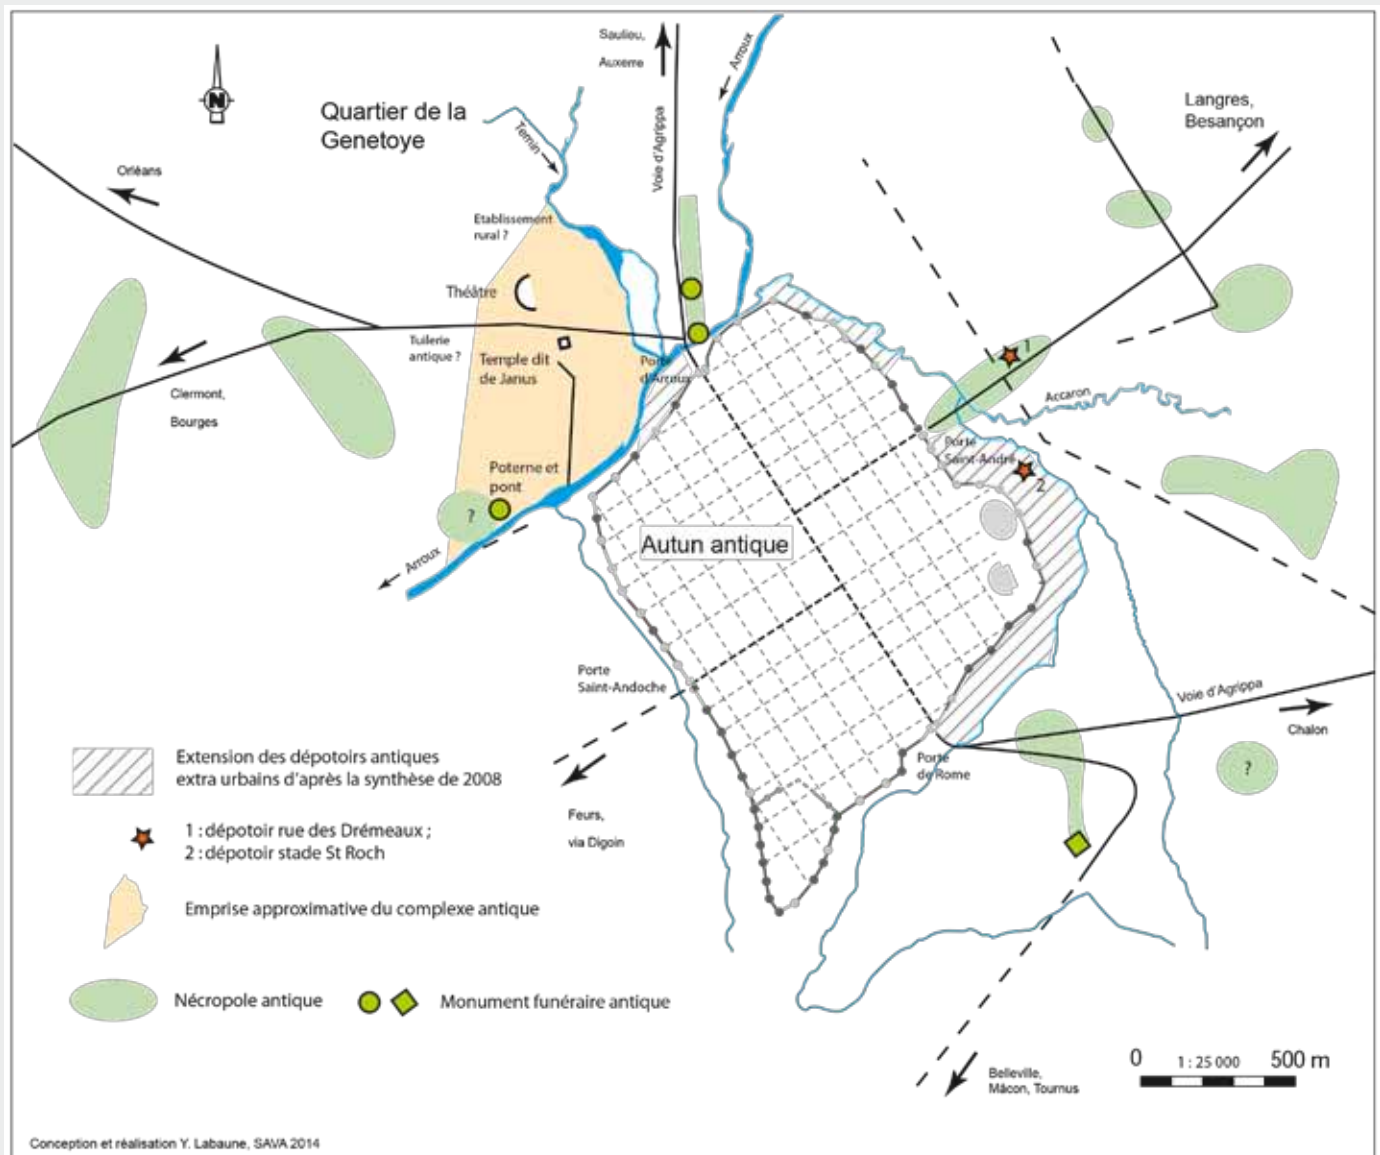 Saulieu,
Auxerre
Arroux
N
Quartier de la
Genetoye
Ternin
Voie d'Agrippa
Langres,
Besançon
Orléans
Etablissement
rural ?
Théâtre
Tuilerie
antique ?
Temple dit
de Janus
Porte
d'Arroux
1
Accaron
Clermont,
Bourges
Porte
Saint-André
2
Poterne et
pont
?
Arroux
Autun antique
Porte
Saint-Andoche
Voie d'Agrippa
Chalon
Porte
de Rome
?
Feurs,
via Digoin
Extension des dépotoirs antiques
extra urbains d'après la synthèse de 2008
1 : dépotoir rue des Drémeaux ;
2 : dépotoir stade St Roch
Emprise approximative du complexe antique
Nécropole antique
Monument funéraire antique
0 1 : 25 000 500 m
Belleville,
Mâcon, Tournus
Conception et réalisation Y. Labaune, SAVA 2014